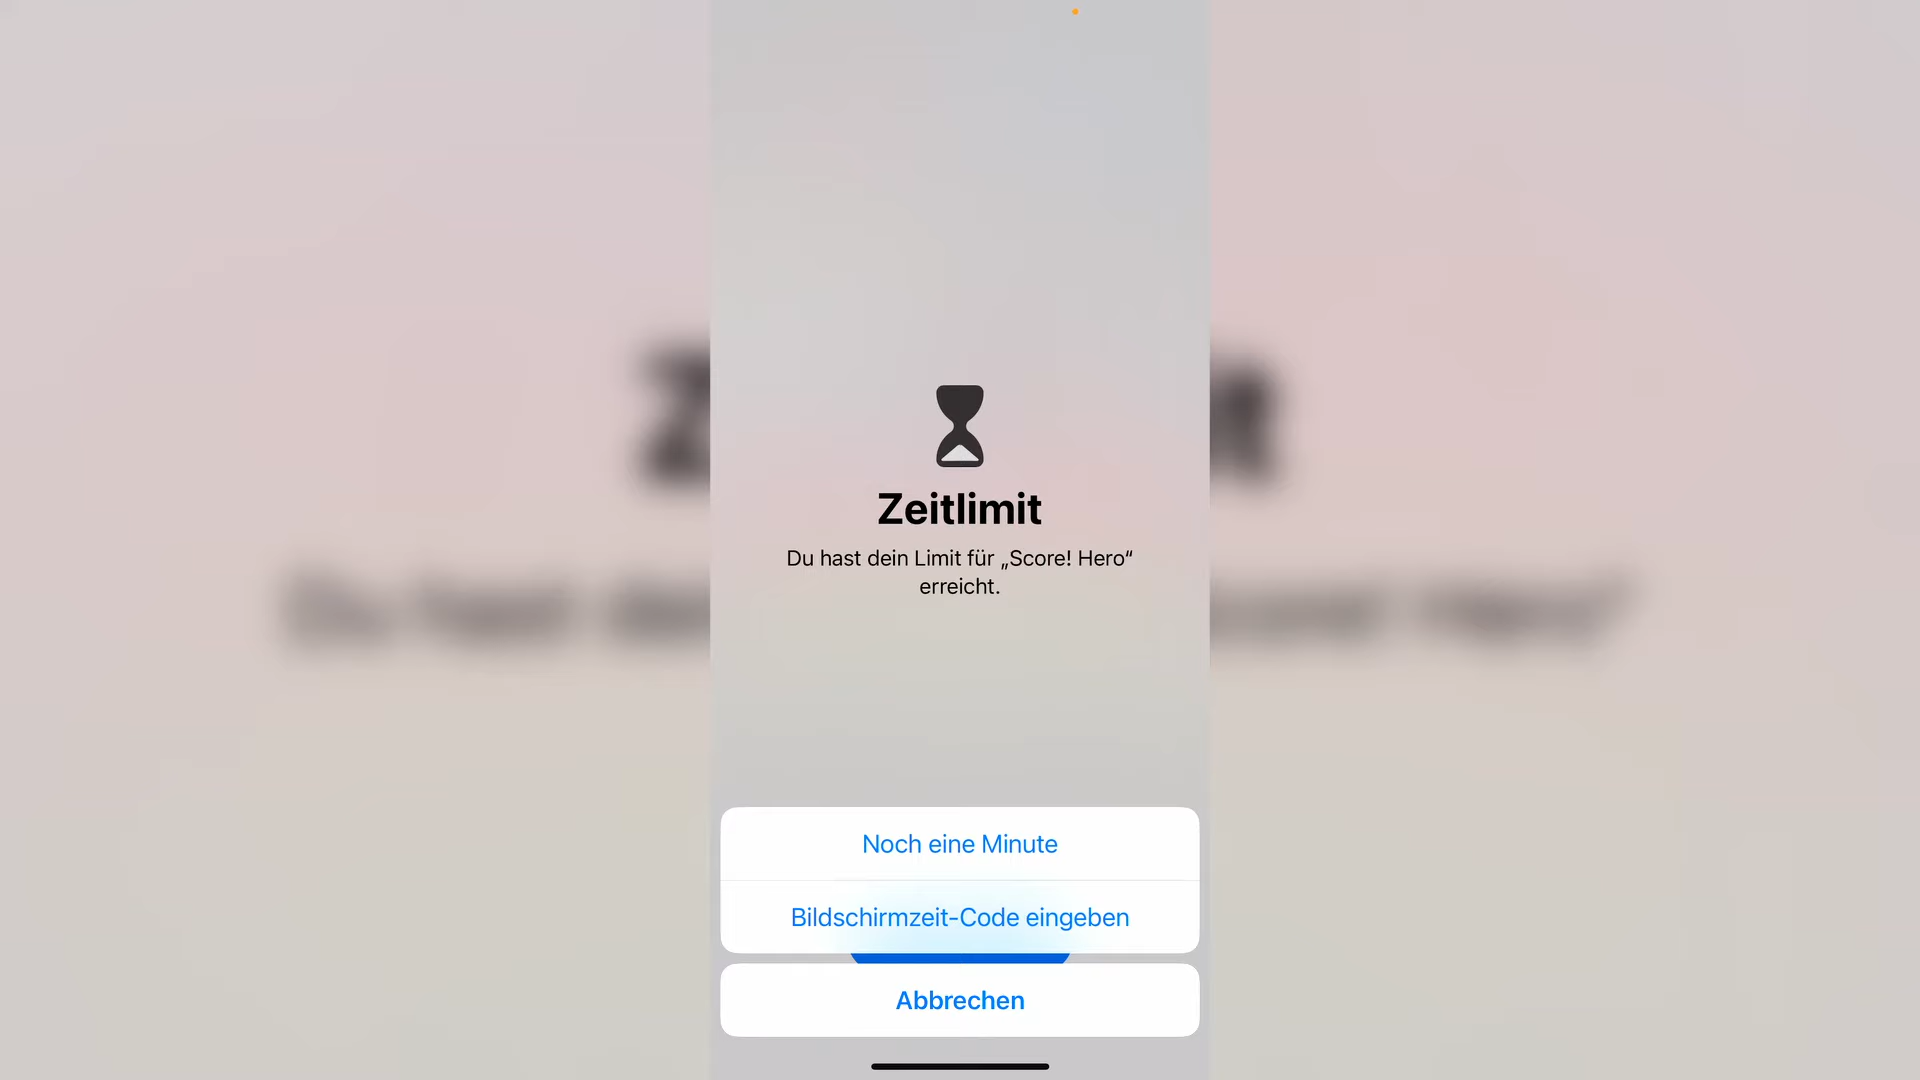 Zeitlimit
Du hast dein Limit für „Score! Hero“
erreicht.
Noch eine Minute
Bildschirmzeit-Code eingeben
Abbrechen